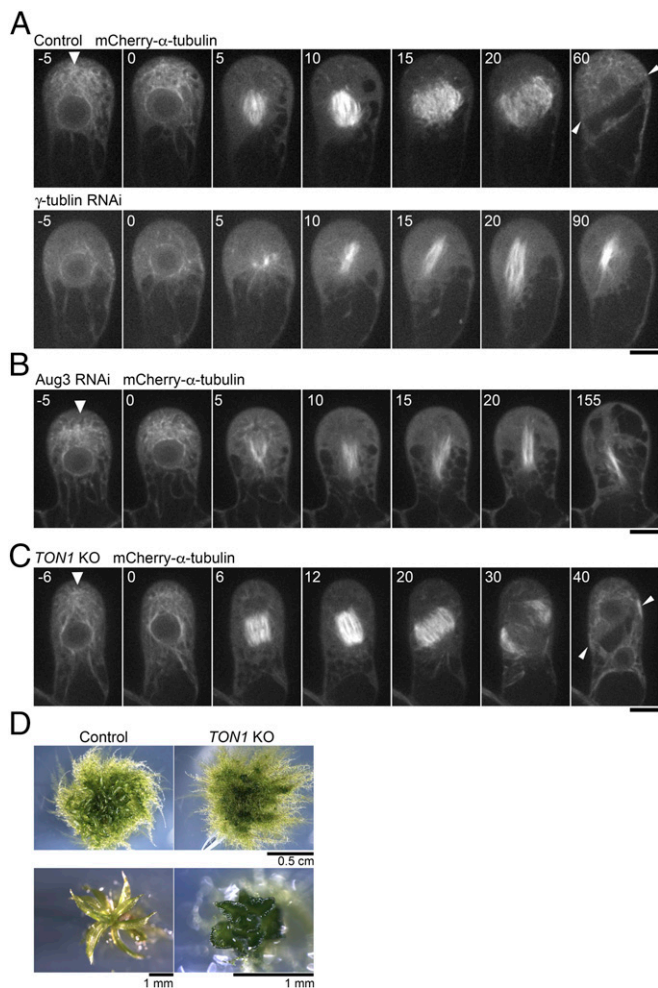 A
Control mCherry-α-tubulin
-5 0 5 10 15 20 60
γ-tublin RNAi
-5 0 5 10 15 20 90
B
Aug3 RNAi mCherry-α-tubulin
-5 0 5 10 15 20 155
C
TON1 KO mCherry-α-tubulin
-6 0 6 12 20 30 40
D
Control TON1 KO
0.5 cm
1 mm 1 mm